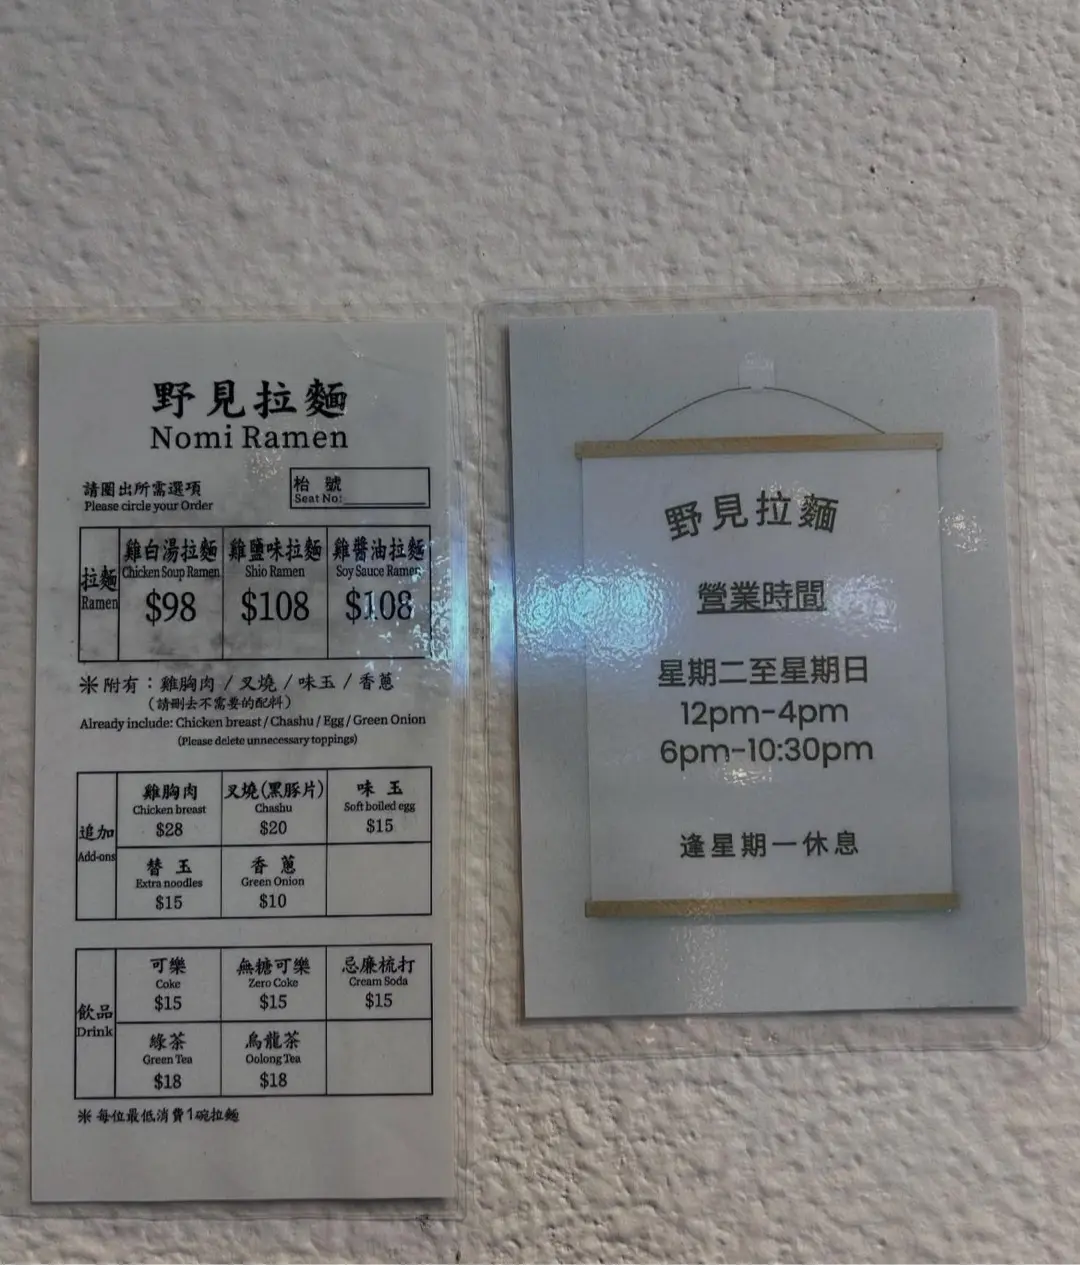 野見拉麵
Nomi Ramen
請圈出所需選項
Please circle your Order
枱 號
Seat No:
拉麵
Ramen
雞白湯拉麵
Chicken Soup Ramen
$98
雞鹽味拉麵
Shio Ramen
$108
雞醬油拉麵
Soy Sauce Ramen
$108
※附有：雞胸肉 / 叉燒 / 味玉 / 香蔥
（請刪去不需要的配料）
Already include: Chicken breast / Chashu / Egg / Green Onion
(Please delete unnecessary toppings)
追加
Add-ons
雞胸肉
Chicken breast
$28
叉燒(黑豚片)
Chashu
$20
味 玉
Soft boiled egg
$15
替 玉
Extra noodles
$15
香 蔥
Green Onion
$10
飲品
Drink
可樂
Coke
$15
無糖可樂
Zero Coke
$15
忌廉梳打
Cream Soda
$15
綠茶
Green Tea
$18
烏龍茶
Oolong Tea
$18
※ 每位最低消費1碗拉麵
野見拉麵
營業時間
星期二至星期日
12pm-4pm
6pm-10:30pm
逢星期一休息